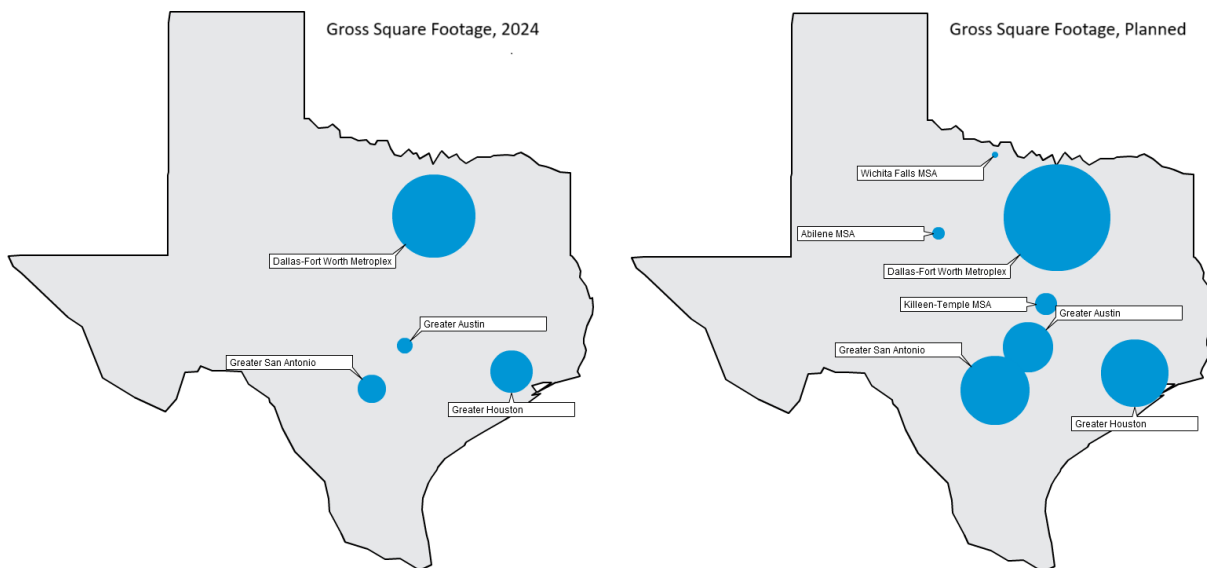 Gross Square Footage, 2024
Dallas-Fort Worth Metroplex
Greater Austin
Greater San Antonio
Greater Houston
Gross Square Footage, Planned
Wichita Falls MSA
Abilene MSA
Dallas-Fort Worth Metroplex
Killeen-Temple MSA
Greater Austin
Greater San Antonio
Greater Houston